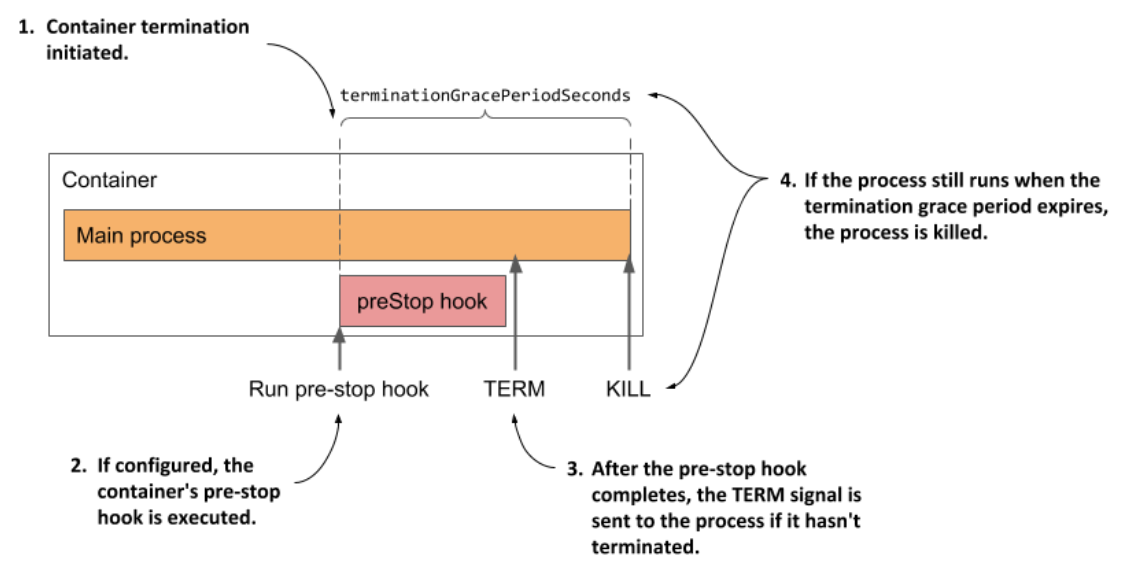 1. Container termination
initiated.
terminationGracePeriodSeconds
Container
Main process
preStop hook
4. If the process still runs when the
termination grace period expires,
the process is killed.
Run pre-stop hook
TERM
KILL
2. If configured, the
container's pre-stop
hook is executed.
3. After the pre-stop hook
completes, the TERM signal is
sent to the process if it hasn't
terminated.